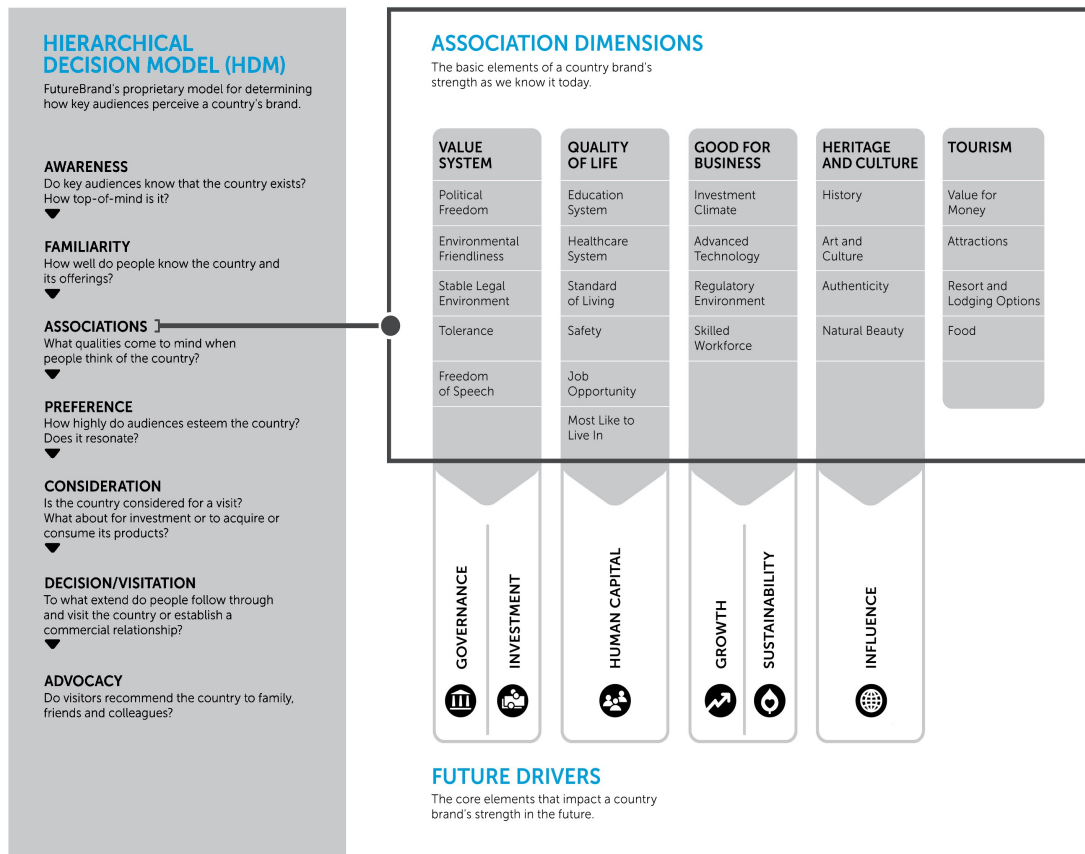 HIERARCHICAL
DECISION MODEL (HDM)
FutureBrand's proprietary model for determining
how key audiences perceive a country's brand.
AWARENESS
Do key audiences know that the country exists?
How top-of-mind is it?
FAMILIARITY
How well do people know the country and
its offerings?
ASSOCIATIONS
What qualities come to mind when
people think of the country?
PREFERENCE
How highly do audiences esteem the country?
Does it resonate?
CONSIDERATION
Is the country considered for a visit?
What about for investment or to acquire or
consume its products?
DECISION/VISITATION
To what extend do people follow through
and visit the country or establish a
commercial relationship?
ADVOCACY
Do visitors recommend the country to family,
friends and colleagues?
ASSOCIATION DIMENSIONS
The basic elements of a country brand's
strength as we know it today.
VALUE
SYSTEM
Political
Freedom
Environmental
Friendliness
Stable Legal
Environment
Tolerance
Freedom
of Speech
QUALITY
OF LIFE
Education
System
Healthcare
System
Standard
of Living
Safety
Job
Opportunity
Most Like to
Live In
GOOD FOR
BUSINESS
Investment
Climate
Advanced
Technology
Regulatory
Environment
Skilled
Workforce
HERITAGE
AND CULTURE
History
Art and
Culture
Authenticity
Natural Beauty
TOURISM
Value for
Money
Attractions
Resort and
Lodging Options
Food
GOVERNANCE
INVESTMENT
HUMAN CAPITAL
GROWTH
SUSTAINABILITY
INFLUENCE
FUTURE DRIVERS
The core elements that impact a country
brand's strength in the future.